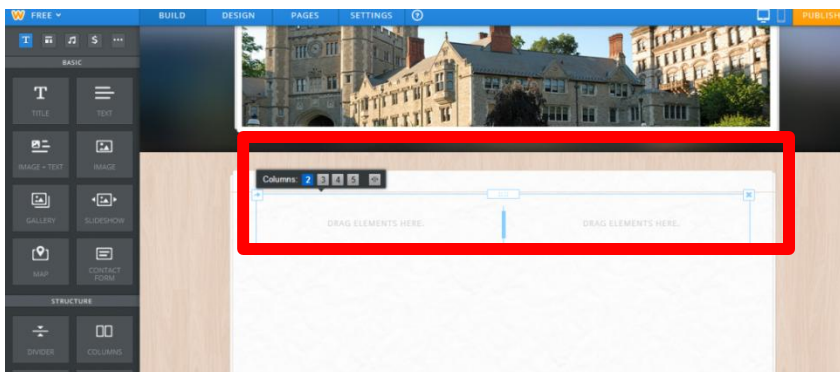 FREE BUILD DESIGN PAGES SETTINGS ? PUBLISH
T $
BASIC
TITLE TEXT
IMAGE + TEXT IMAGE
GALLERY SLIDESHOW
MAP CONTACT
FORM
STRUCTURE
DIVIDER COLUMNS
Columns: 2 3 4 5
DRAG ELEMENTS HERE. DRAG ELEMENTS HERE.